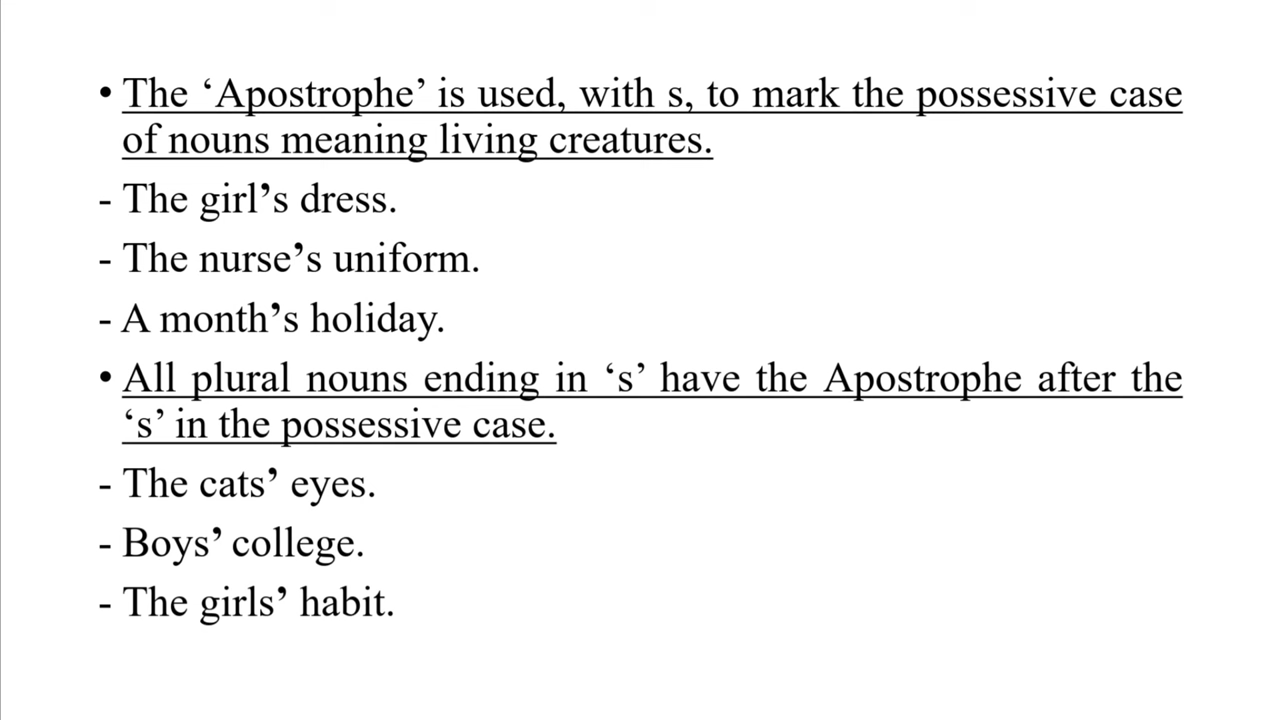 • The ‘Apostrophe’ is used, with s, to mark the possessive case
of nouns meaning living creatures.
- The girl’s dress.
- The nurse’s uniform.
- A month’s holiday.
• All plural nouns ending in ‘s’ have the Apostrophe after the
‘s’ in the possessive case.
- The cats’ eyes.
- Boys’ college.
- The girls’ habit.